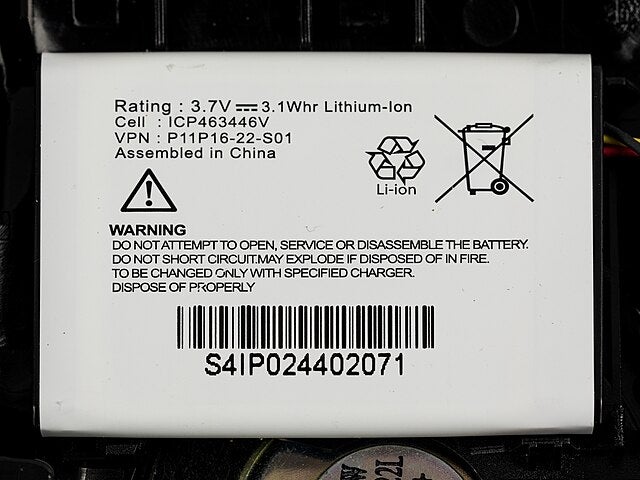 Rating : 3.7V ⎓ 3.1Whr Lithium-Ion
Cell : ICP463446V
VPN : P11P16-22-S01
Assembled in China
Li-ion
WARNING
DO NOT ATTEMPT TO OPEN, SERVICE OR DISASSEMBLE THE BATTERY.
DO NOT SHORT CIRCUIT.MAY EXPLODE IF DISPOSED OF IN FIRE.
TO BE CHANGED ONLY WITH SPECIFIED CHARGER.
DISPOSE OF PROPERLY
S4IP024402071